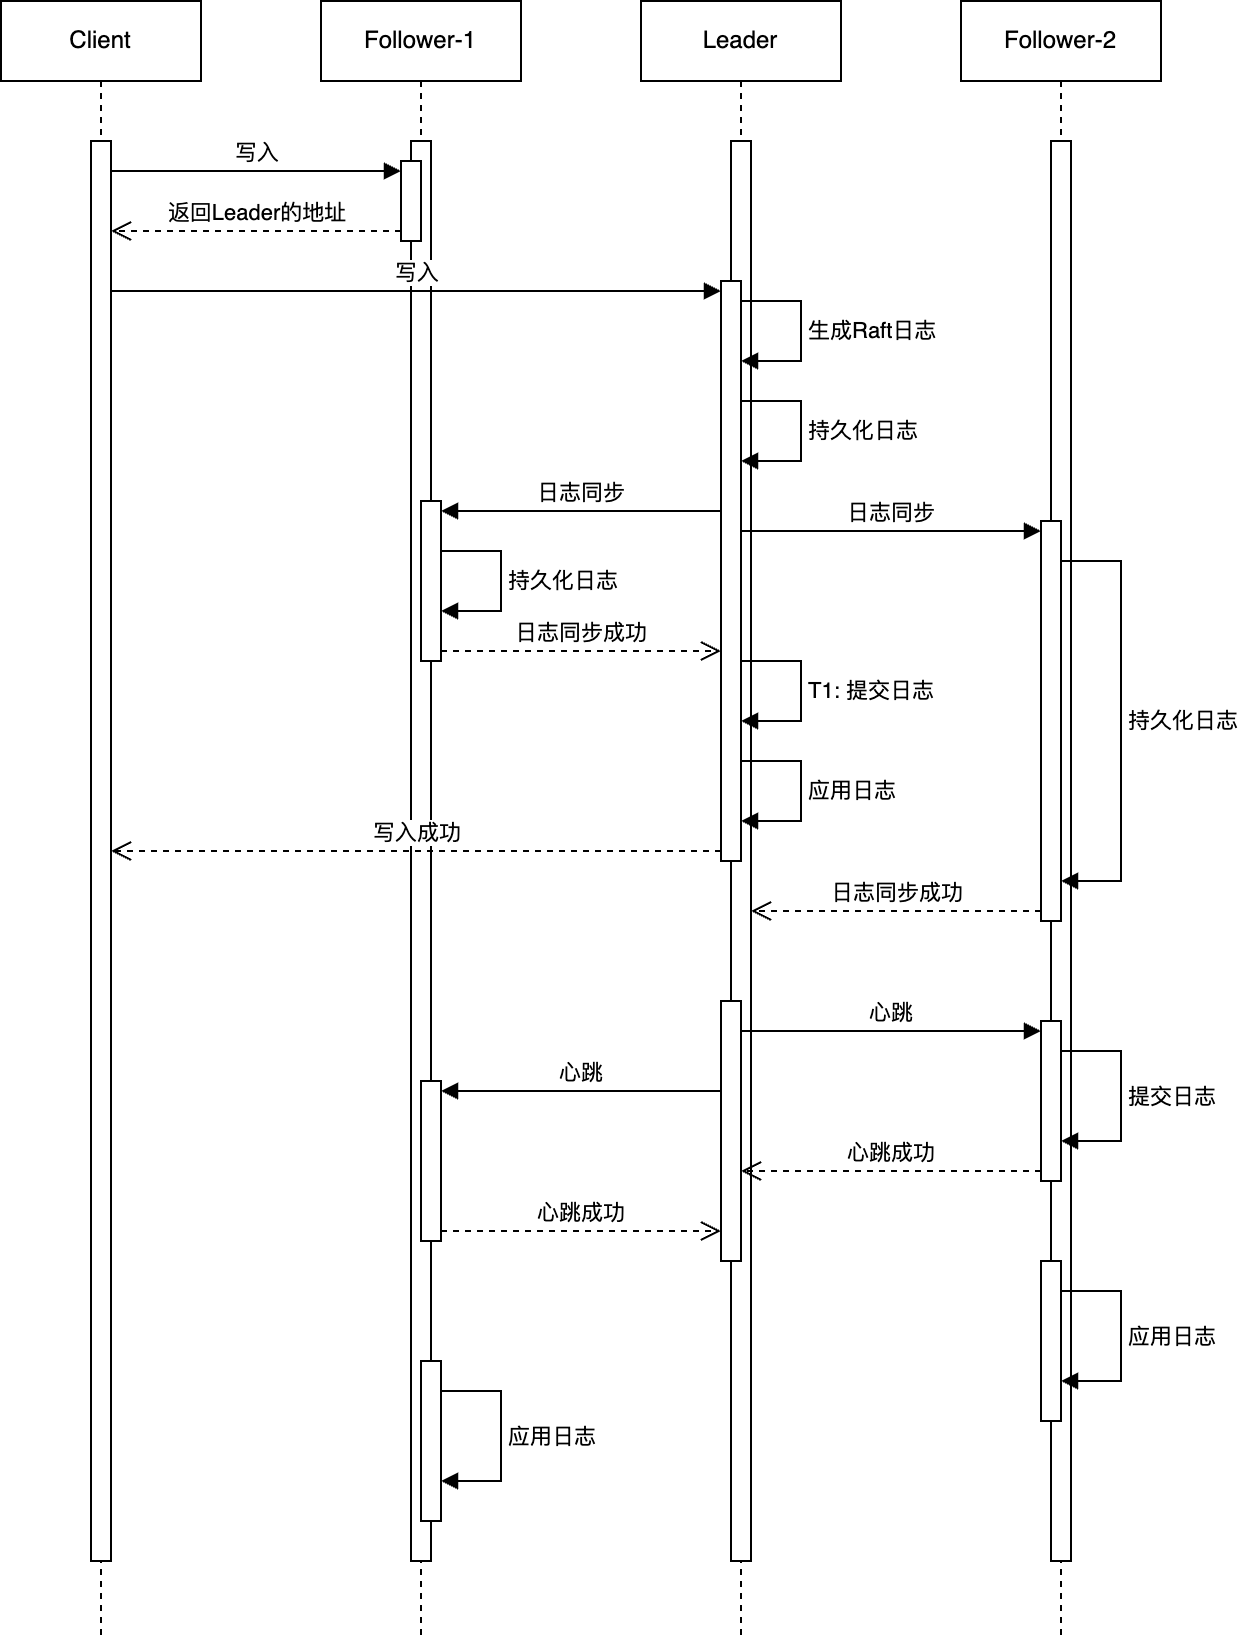 Client
Follower-1
Leader
Follower-2
写入
返回Leader的地址
写入
生成Raft日志
持久化日志
日志同步
日志同步
持久化日志
日志同步成功
T1: 提交日志
持久化日志
应用日志
写入成功
日志同步成功
心跳
心跳
提交日志
心跳成功
心跳成功
应用日志
应用日志